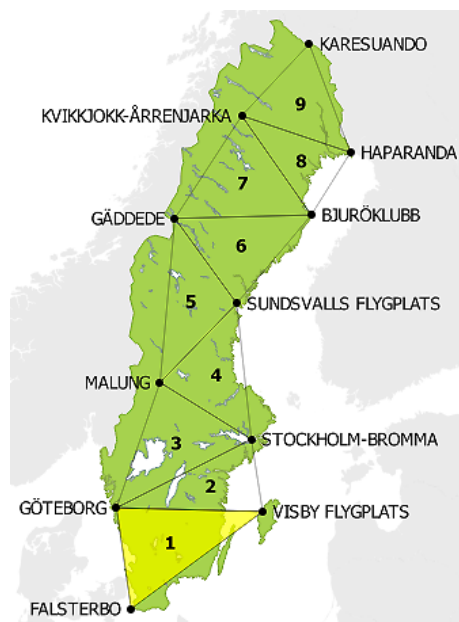 KARESUANDO
9
KVIKKJOKK-ÅRRENJARKA
8
HAPARANDA
7
GÄDDEDE
BJURÖKLUBB
6
5
SUNDSVALLS FLYGPLATS
4
MALUNG
3
STOCKHOLM-BROMMA
2
GÖTEBORG
VISBY FLYGPLATS
1
FALSTERBO